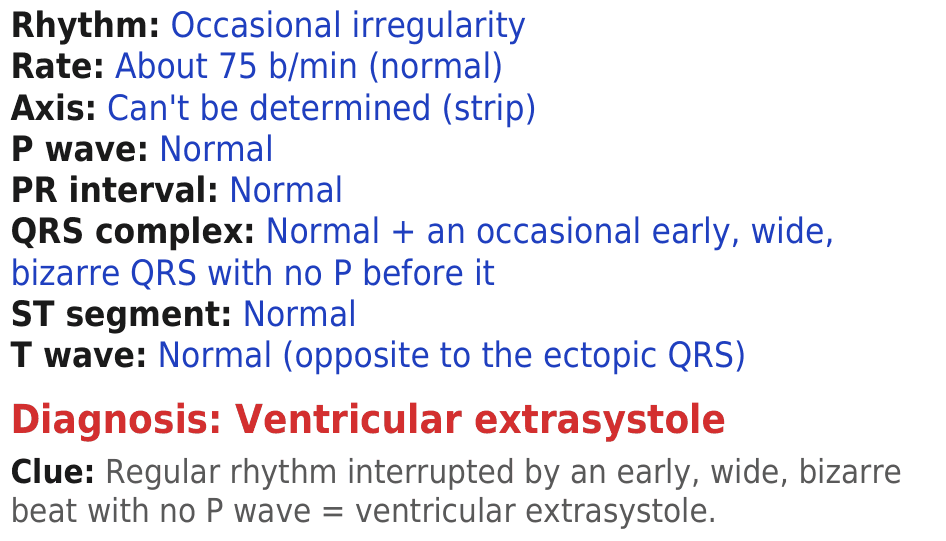 Rhythm: Occasional irregularity
Rate: About 75 b/min (normal)
Axis: Can't be determined (strip)
P wave: Normal
PR interval: Normal
QRS complex: Normal + an occasional early, wide,
bizarre QRS with no P before it
ST segment: Normal
T wave: Normal (opposite to the ectopic QRS)
Diagnosis: Ventricular extrasystole
Clue: Regular rhythm interrupted by an early, wide, bizarre
beat with no P wave = ventricular extrasystole.